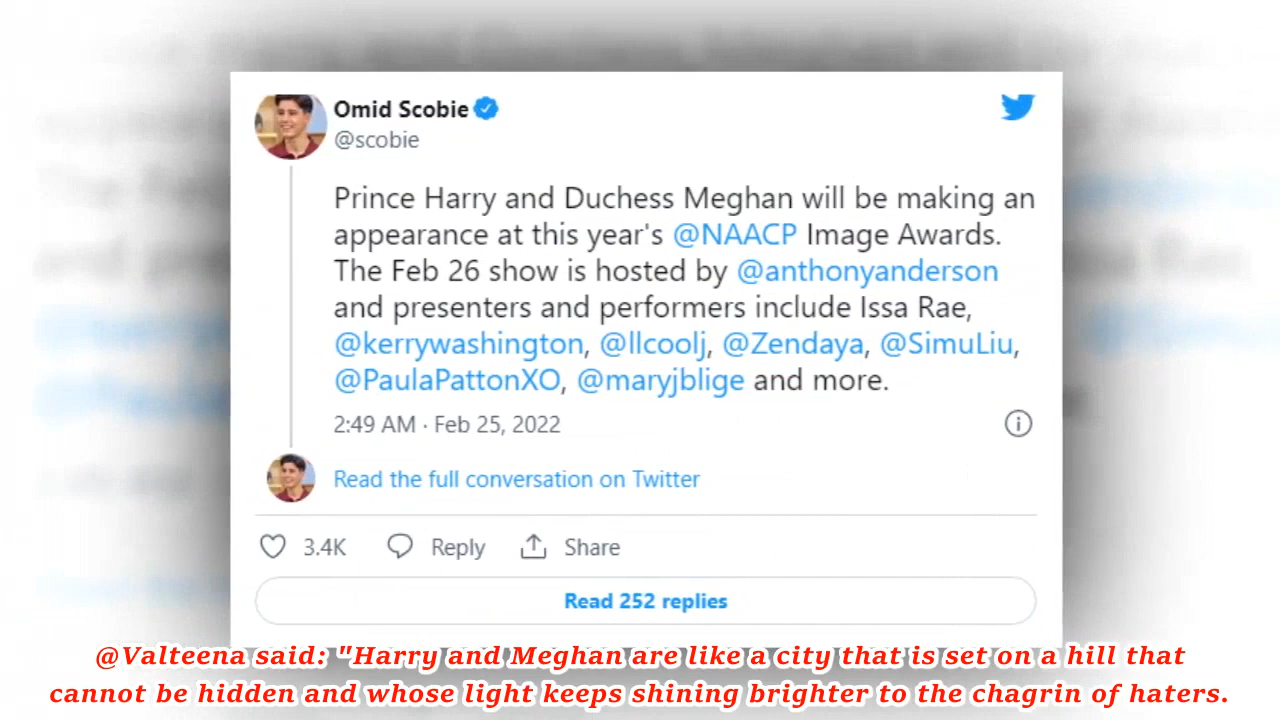 Omid Scobie
@scobie
Prince Harry and Duchess Meghan will be making an
appearance at this year's @NAACP Image Awards.
The Feb 26 show is hosted by @anthonyanderson
and presenters and performers include Issa Rae,
@kerrywashington, @llcoolj, @Zendaya, @SimuLiu,
@PaulaPattonXO, @maryjblige and more.
2:49 AM · Feb 25, 2022
Read the full conversation on Twitter
3.4K Reply Share
Read 252 replies
@Valteena said: "Harry and Meghan are like a city that is set on a hill that
cannot be hidden and whose light keeps shining brighter to the chagrin of haters.